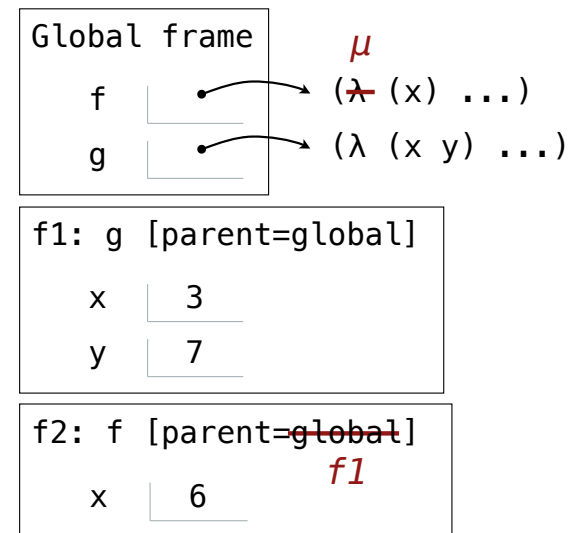 Global frame
μ
f (λ (x) ...)
g (λ (x y) ...)
f1: g [parent=global]
x 3
y 7
f2: f [parent=global]
f1
x 6